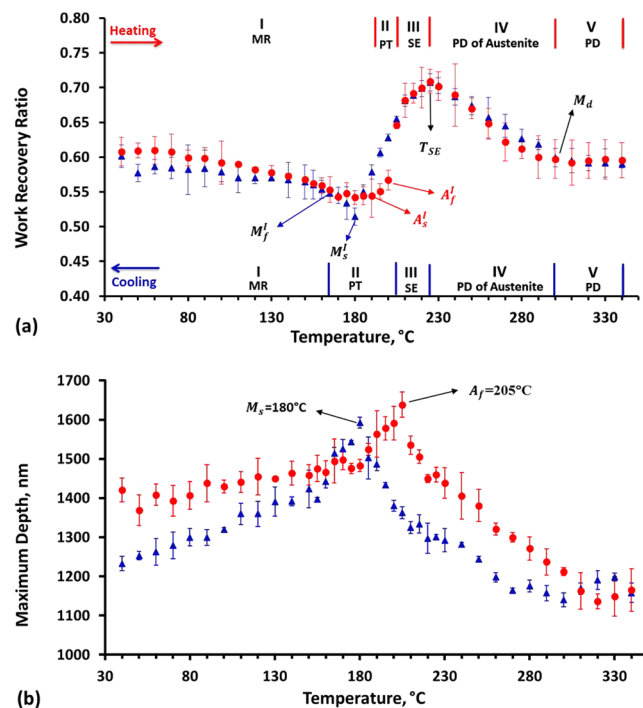 Heating
I
MR
II
PT
III
SE
IV
PD of Austenite
V
PD
0.80
0.75
0.70
0.65
0.60
0.55
0.50
0.45
0.40
Work Recovery Ratio
M_d
T_SE
A_f^I
A_s^I
M_f^I
M_s^I
Cooling
I
MR
II
PT
III
SE
IV
PD of Austenite
V
PD
30 80 130 180 230 280 330
(a)
Temperature, °C
1700
1600
1500
1400
1300
1200
1100
1000
Maximum Depth, nm
M_s=180°C
A_f=205°C
30 80 130 180 230 280 330
(b)
Temperature, °C